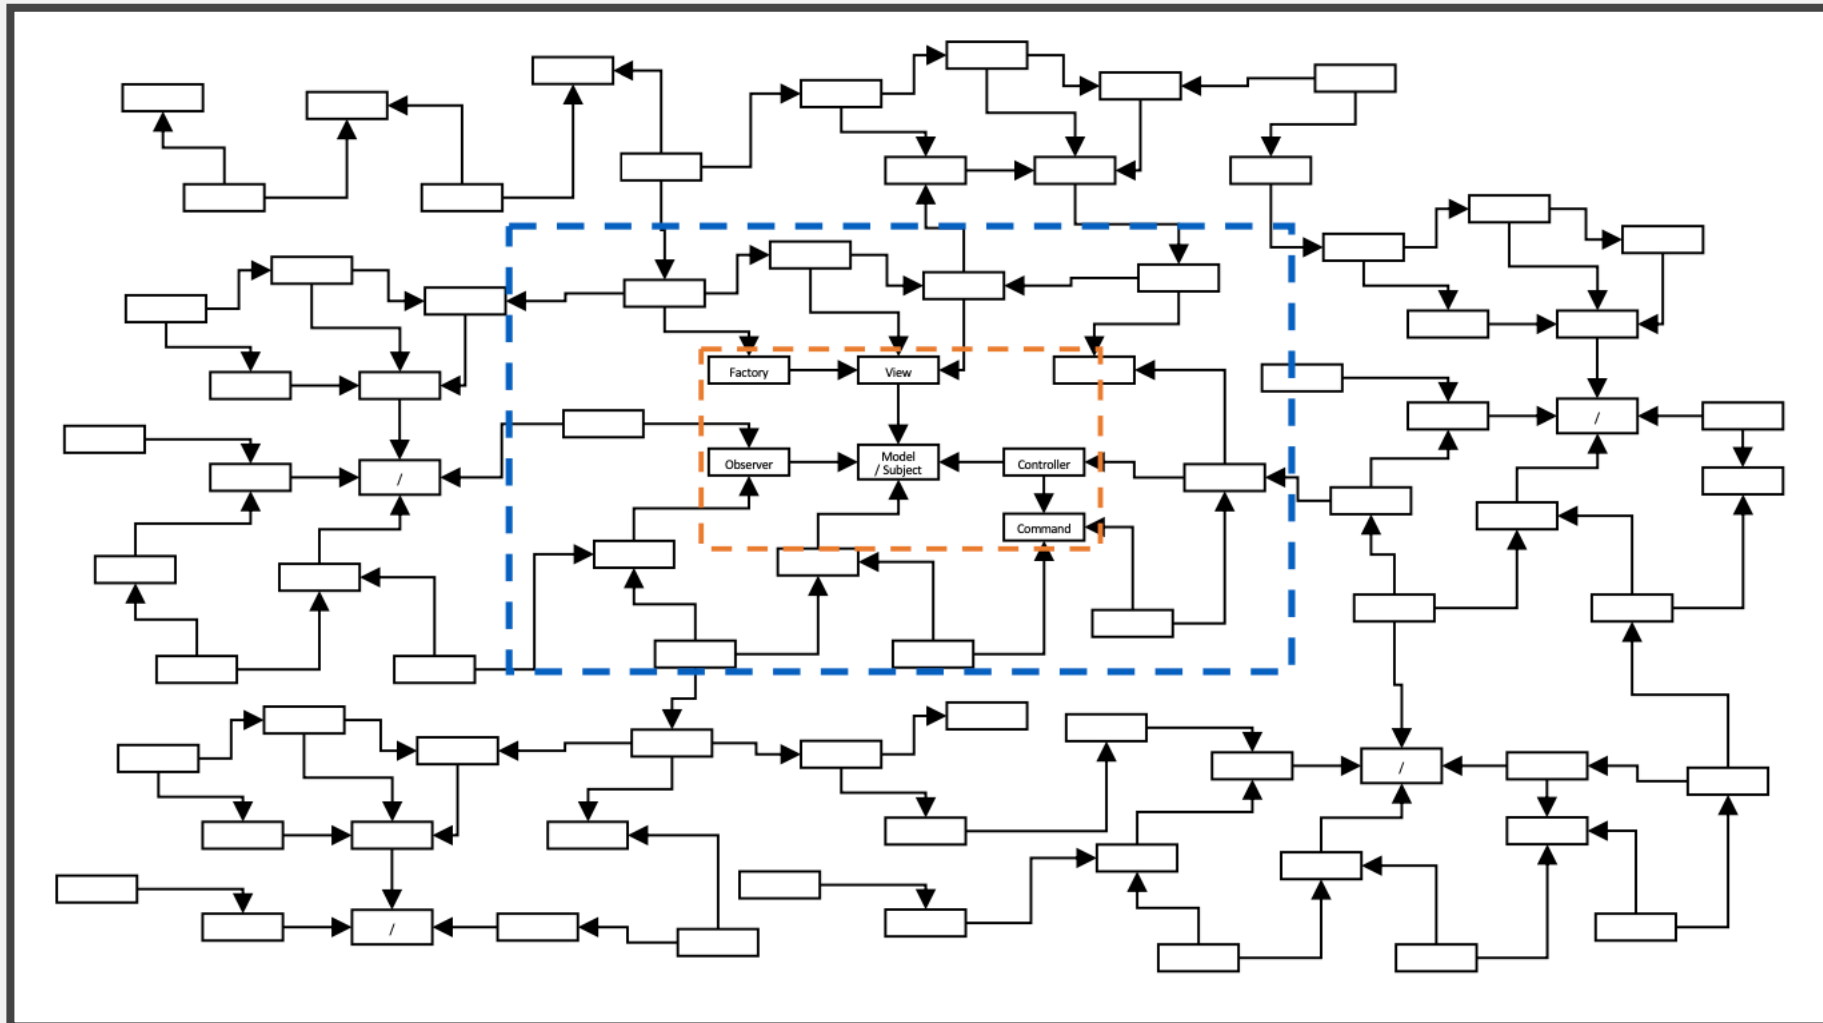 Factory
View
/
Observer
Model
/ Subject
Controller
/
Command
/
/